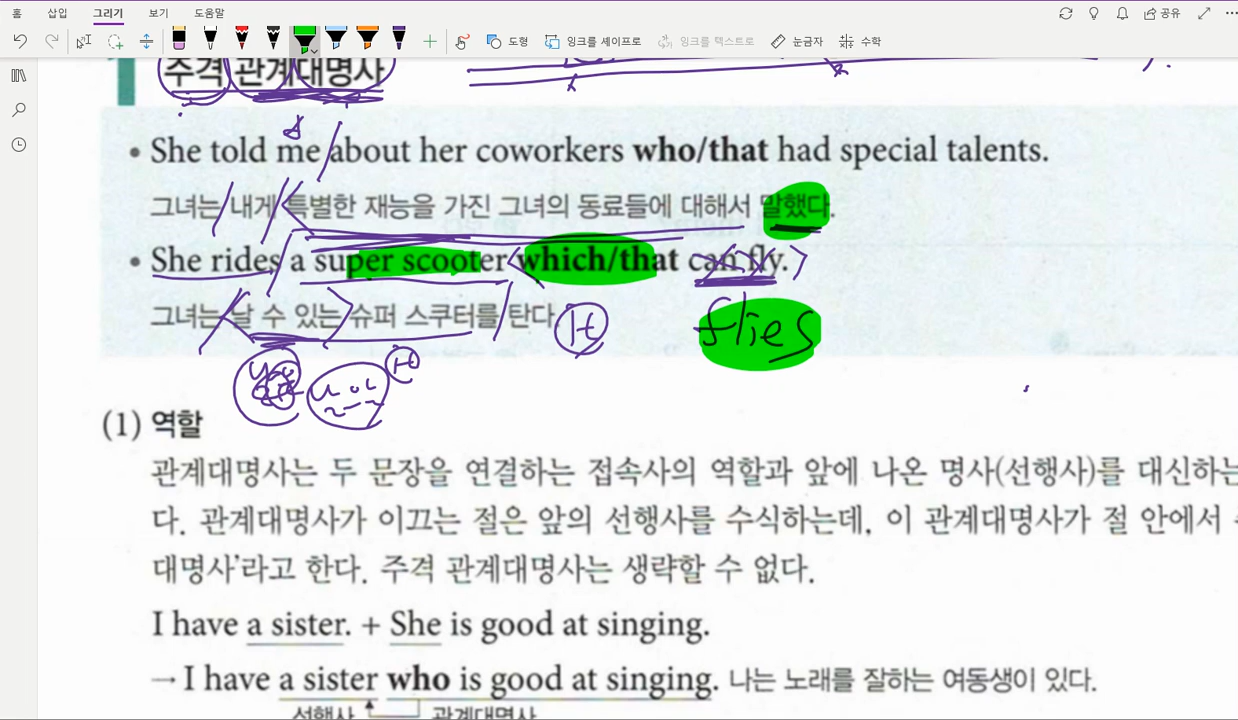 홈 삽입 그리기 보기 도움말
공유
도형 잉크를 셰이프로 잉크를 텍스트로 눈금자 수학
1 주격 관계대명사
• She told me about her coworkers who/that had special talents.
그녀는 내게 특별한 재능을 가진 그녀의 동료들에 대해서 말했다.
• She rides a super scooter which/that can fly.
그녀는 날 수 있는 슈퍼 스쿠터를 탄다
It flies
(1) 역할
관계대명사는 두 문장을 연결하는 접속사의 역할과 앞에 나온 명사(선행사)를 대신하는
다. 관계대명사가 이끄는 절은 앞의 선행사를 수식하는데, 이 관계대명사가 절 안에서
대명사'라고 한다. 주격 관계대명사는 생략할 수 없다.
I have a sister. + She is good at singing.
→ I have a sister who is good at singing. 나는 노래를 잘하는 여동생이 있다.
선행사 관계대명사